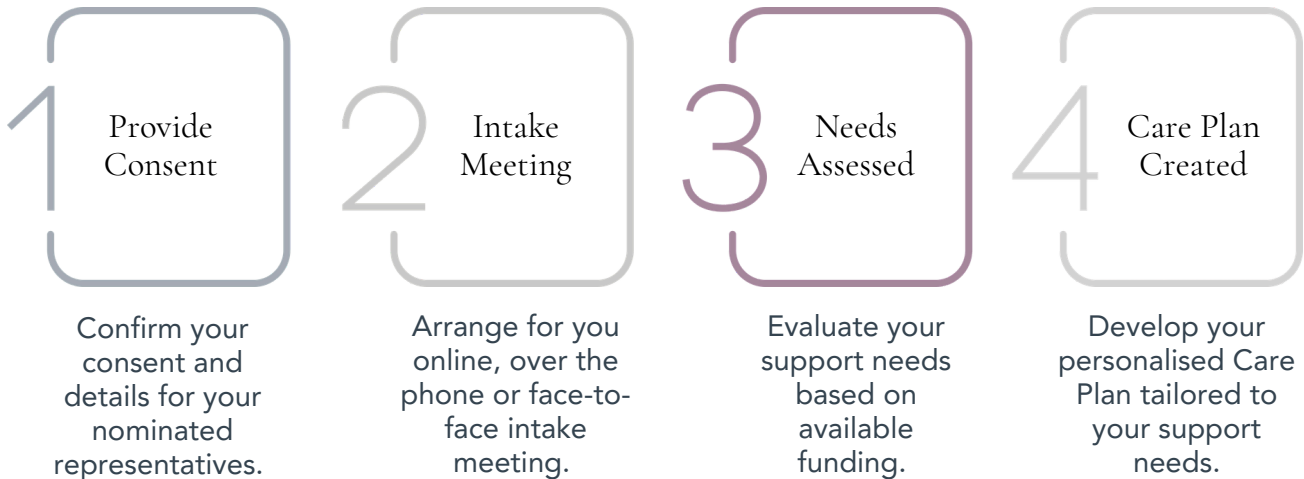 1
Provide
Consent
Confirm your
consent and
details for your
nominated
representatives.
2
Intake
Meeting
Arrange for you
online, over the
phone or face-to-
face intake
meeting.
3
Needs
Assessed
Evaluate your
support needs
based on
available
funding.
4
Care Plan
Created
Develop your
personalised Care
Plan tailored to
your support
needs.